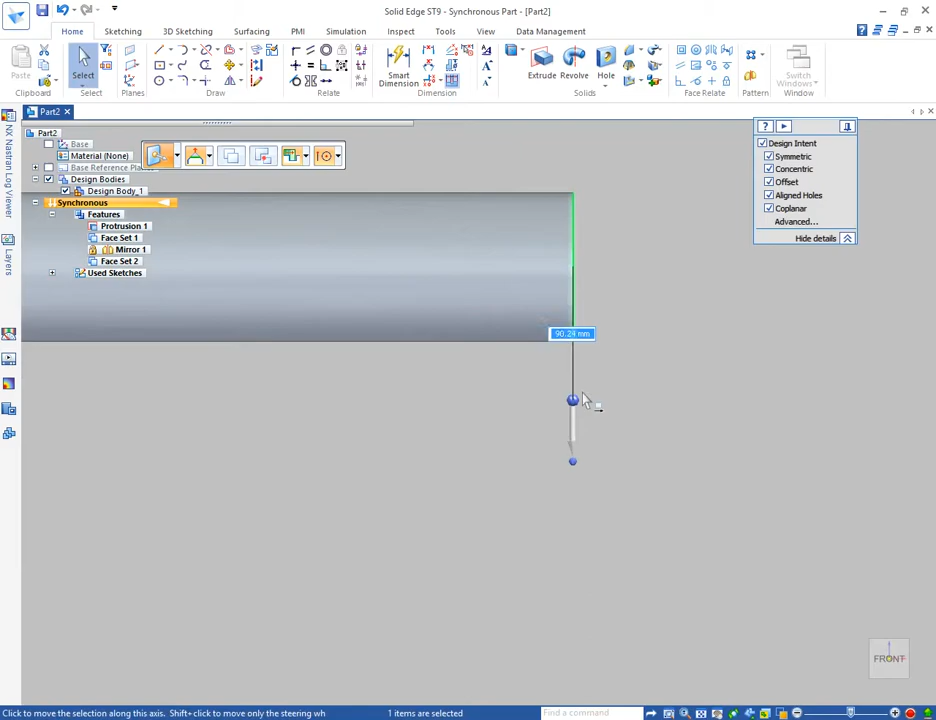 Solid Edge ST9 - Synchronous Part - [Part2]
Home Sketching 3D Sketching Surfacing PMI Simulation Inspect Tools View Data Management
Paste Select Smart Dimension Extrude Revolve Hole Switch Windows
Clipboard Select Planes Draw Relate Dimension Solids Face Relate Pattern Window
Part2
NX Nastran Log Viewer
Layers
Part2
Base
Material (None)
Base Reference Pl
Design Bodies
Design Body_1
Synchronous
Features
Protrusion 1
Face Set 1
Mirror 1
Face Set 2
Used Sketches
Design Intent
Symmetric
Concentric
Offset
Aligned Holes
Coplanar
Advanced...
Hide details
90.24 mm
FRONT
Click to move the selection along this axis. Shift+click to move only the steering wh
1 items are selected
Find a command